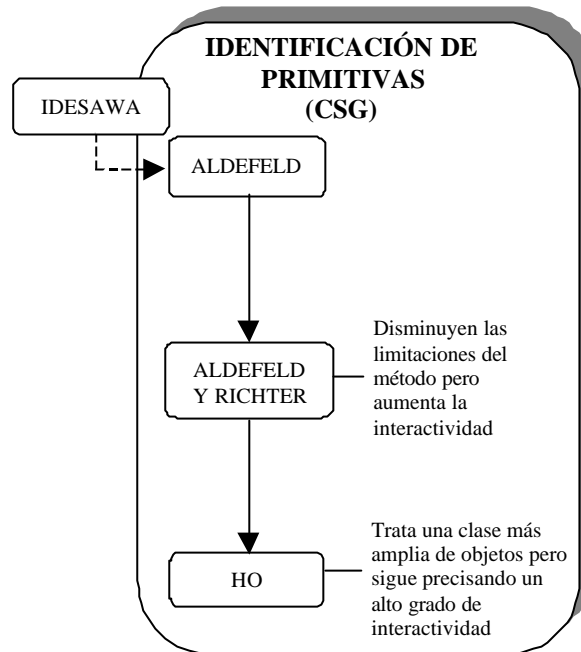 IDENTIFICACIÓN DE
PRIMITIVAS
(CSG)
IDESAWA
ALDEFELD
ALDEFELD
Y RICHTER
Disminuyen las
limitaciones del
método pero
aumenta la
interactividad
HO
Trata una clase más
amplia de objetos pero
sigue precisando un
alto grado de
interactividad